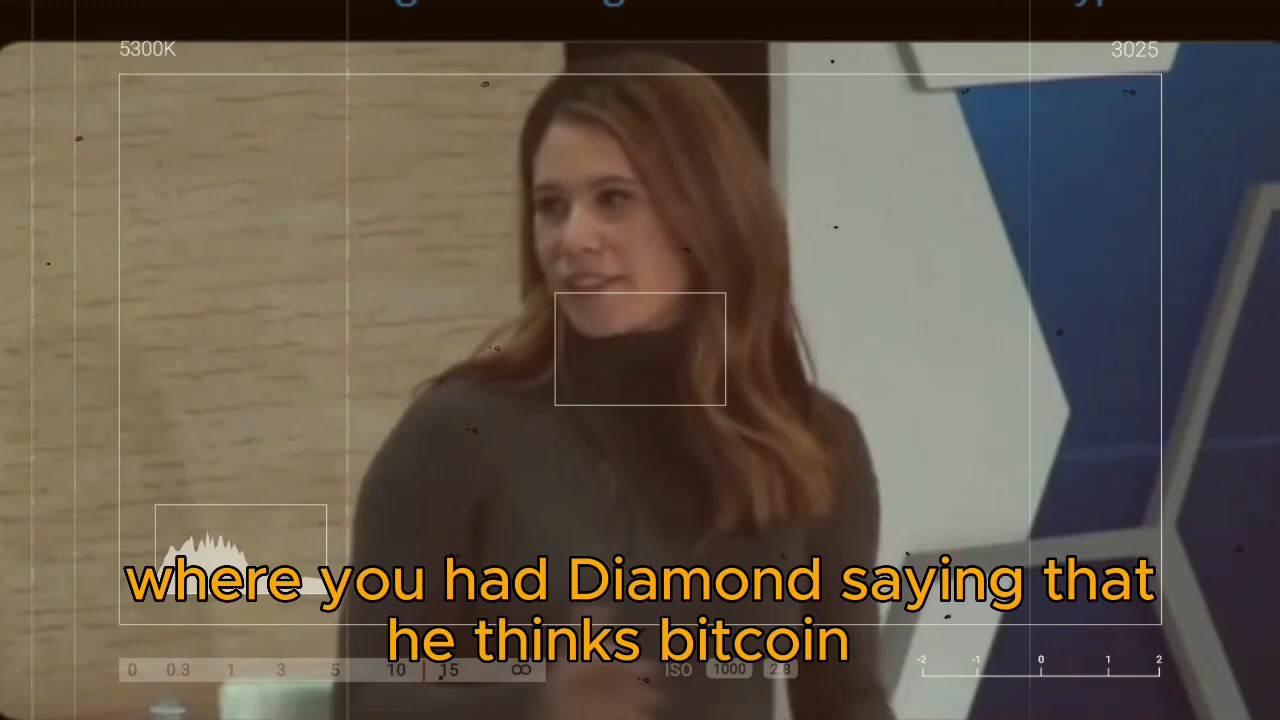 5300K
3025
where you had Diamond saying that
he thinks bitcoin
0 0.3 1 3 5 10 15 ∞ ISO 1000 2.8
-2 -1 0 1 2